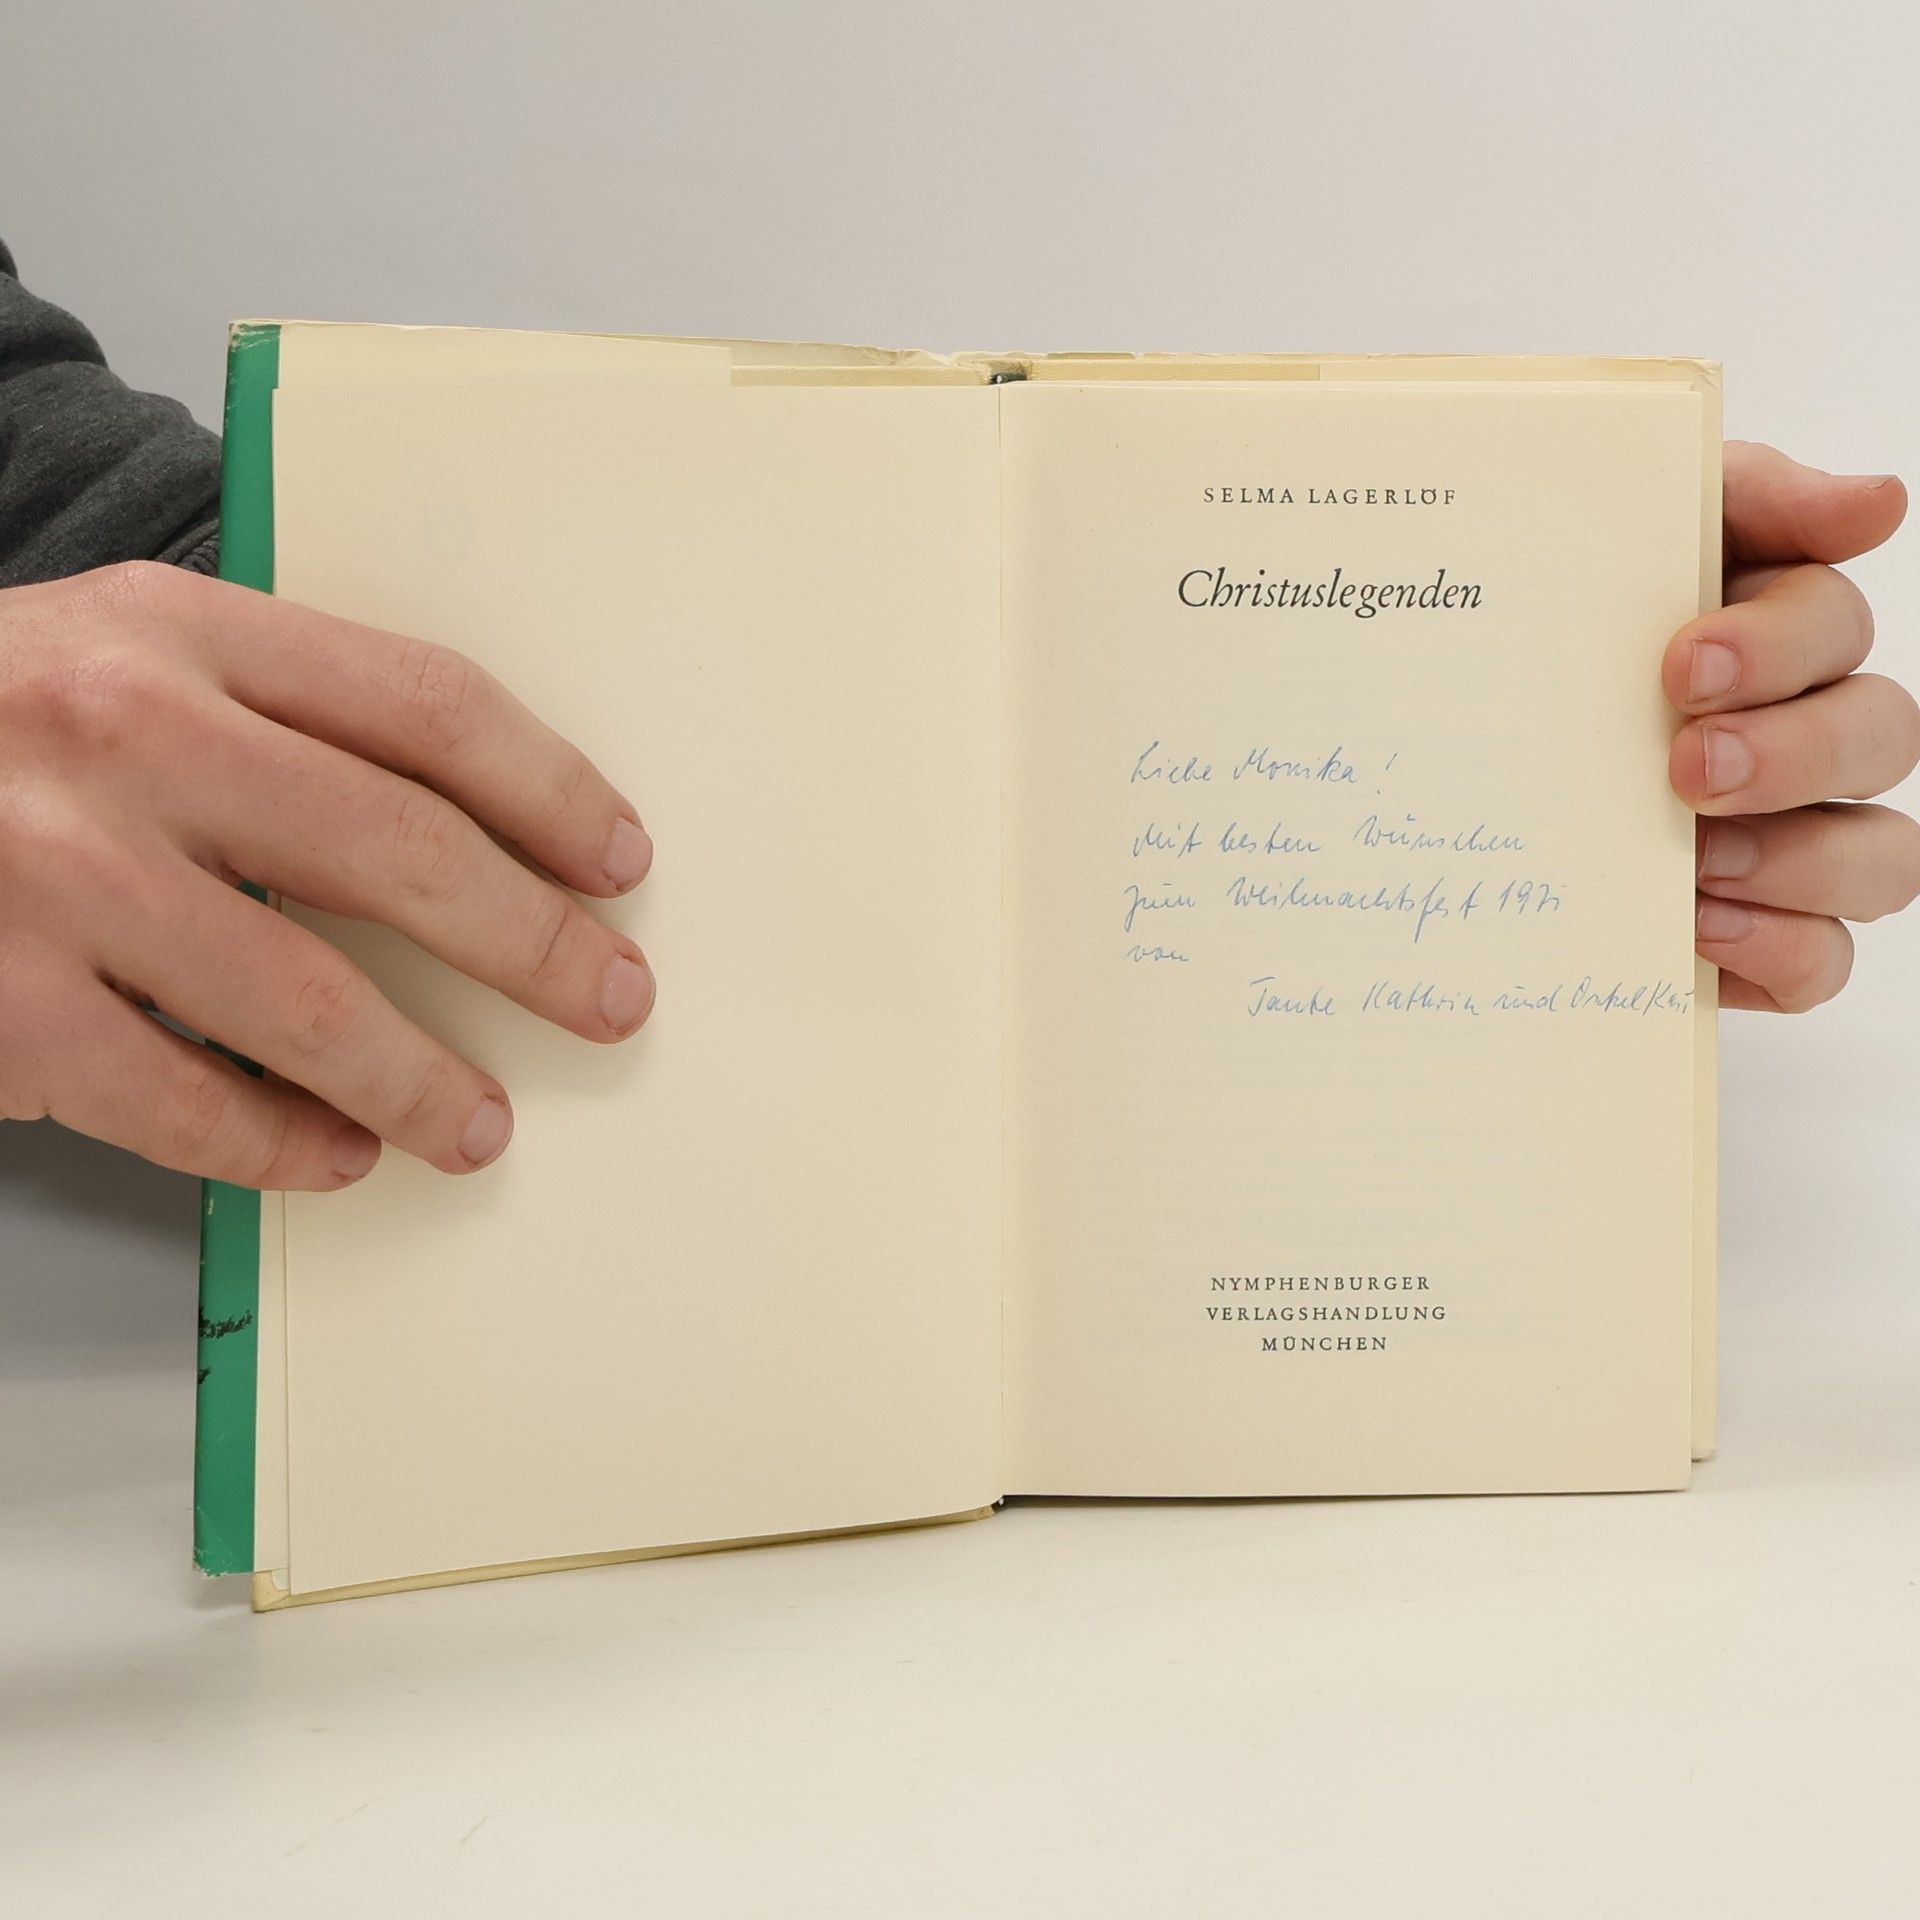 SELMA LAGERLÖF
Christuslegenden
Liebe Monika!
Mit besten Wünschen
zum Weihnachtsfest
von
Tante Kathrin und Onkel
NYMPHENBURGER
VERLAGSHANDLUNG
MÜNCHEN